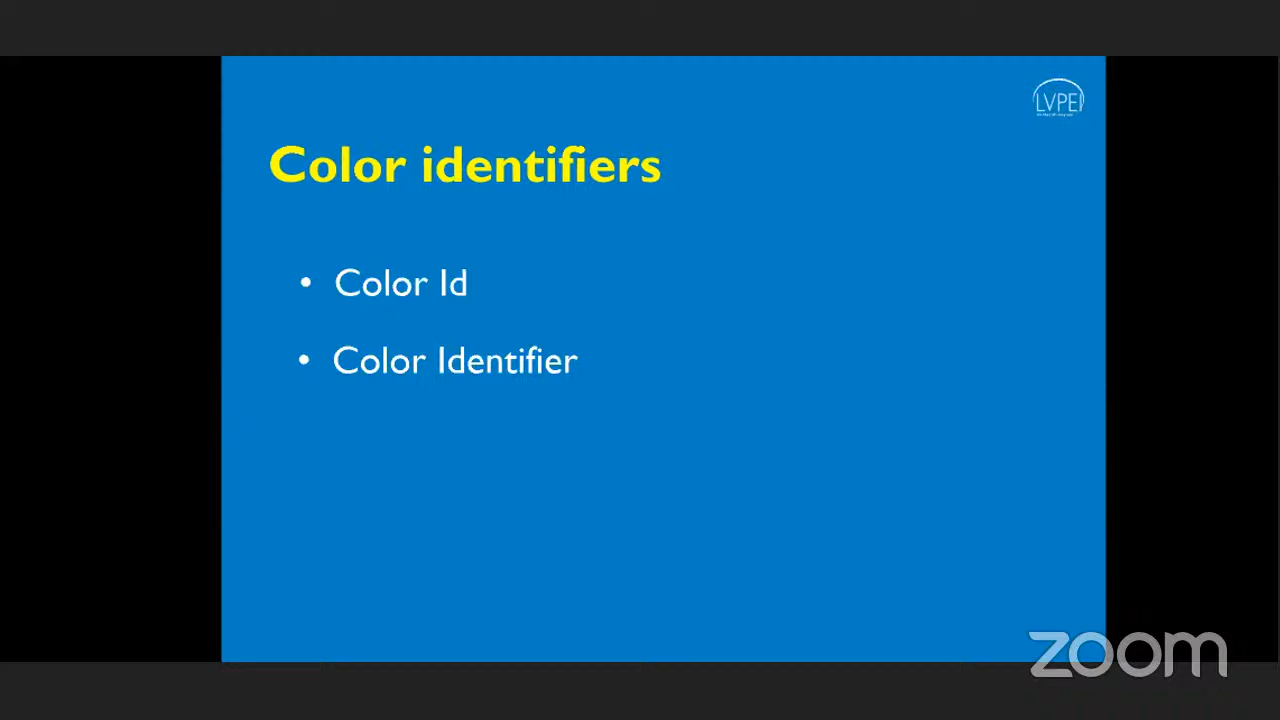 LVPEI
Color identifiers
• Color Id
• Color Identifier
zoom